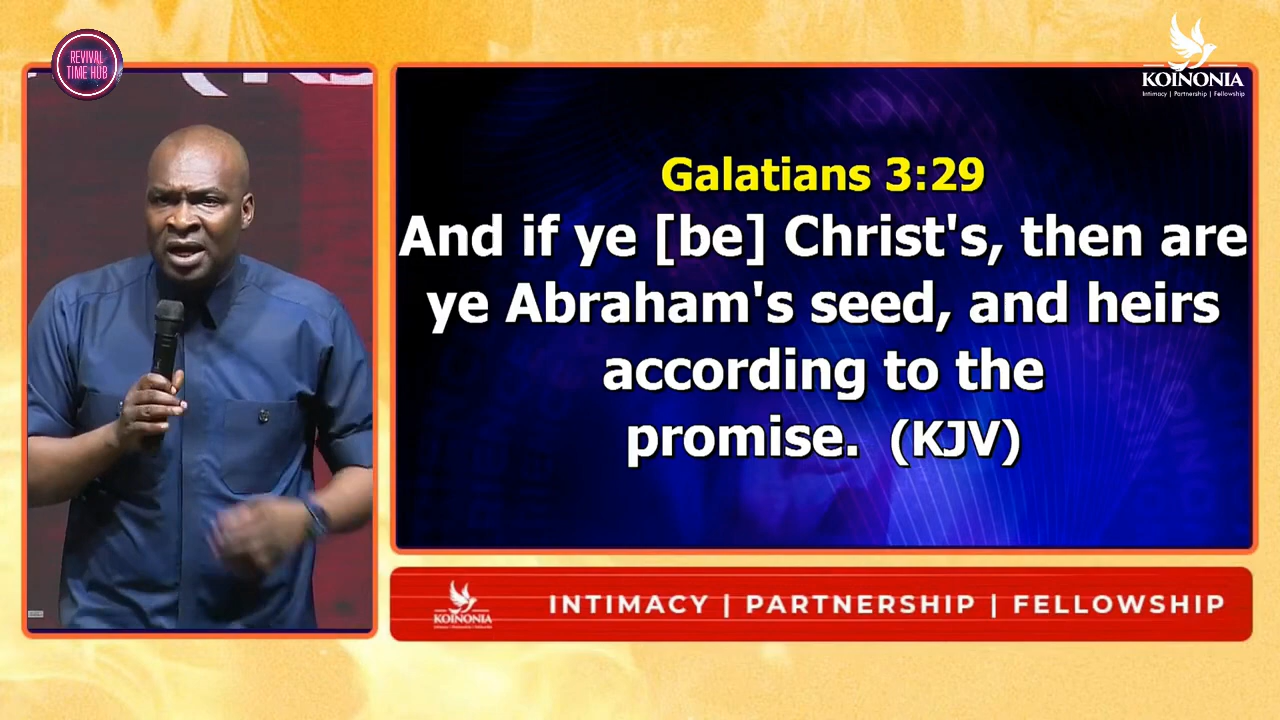 REVIVAL
TIME HUB
KOINONIA
Intimacy | Partnership | Fellowship
Galatians 3:29
And if ye [be] Christ's, then are
ye Abraham's seed, and heirs
according to the
promise. (KJV)
KOINONIA
INTIMACY | PARTNERSHIP | FELLOWSHIP